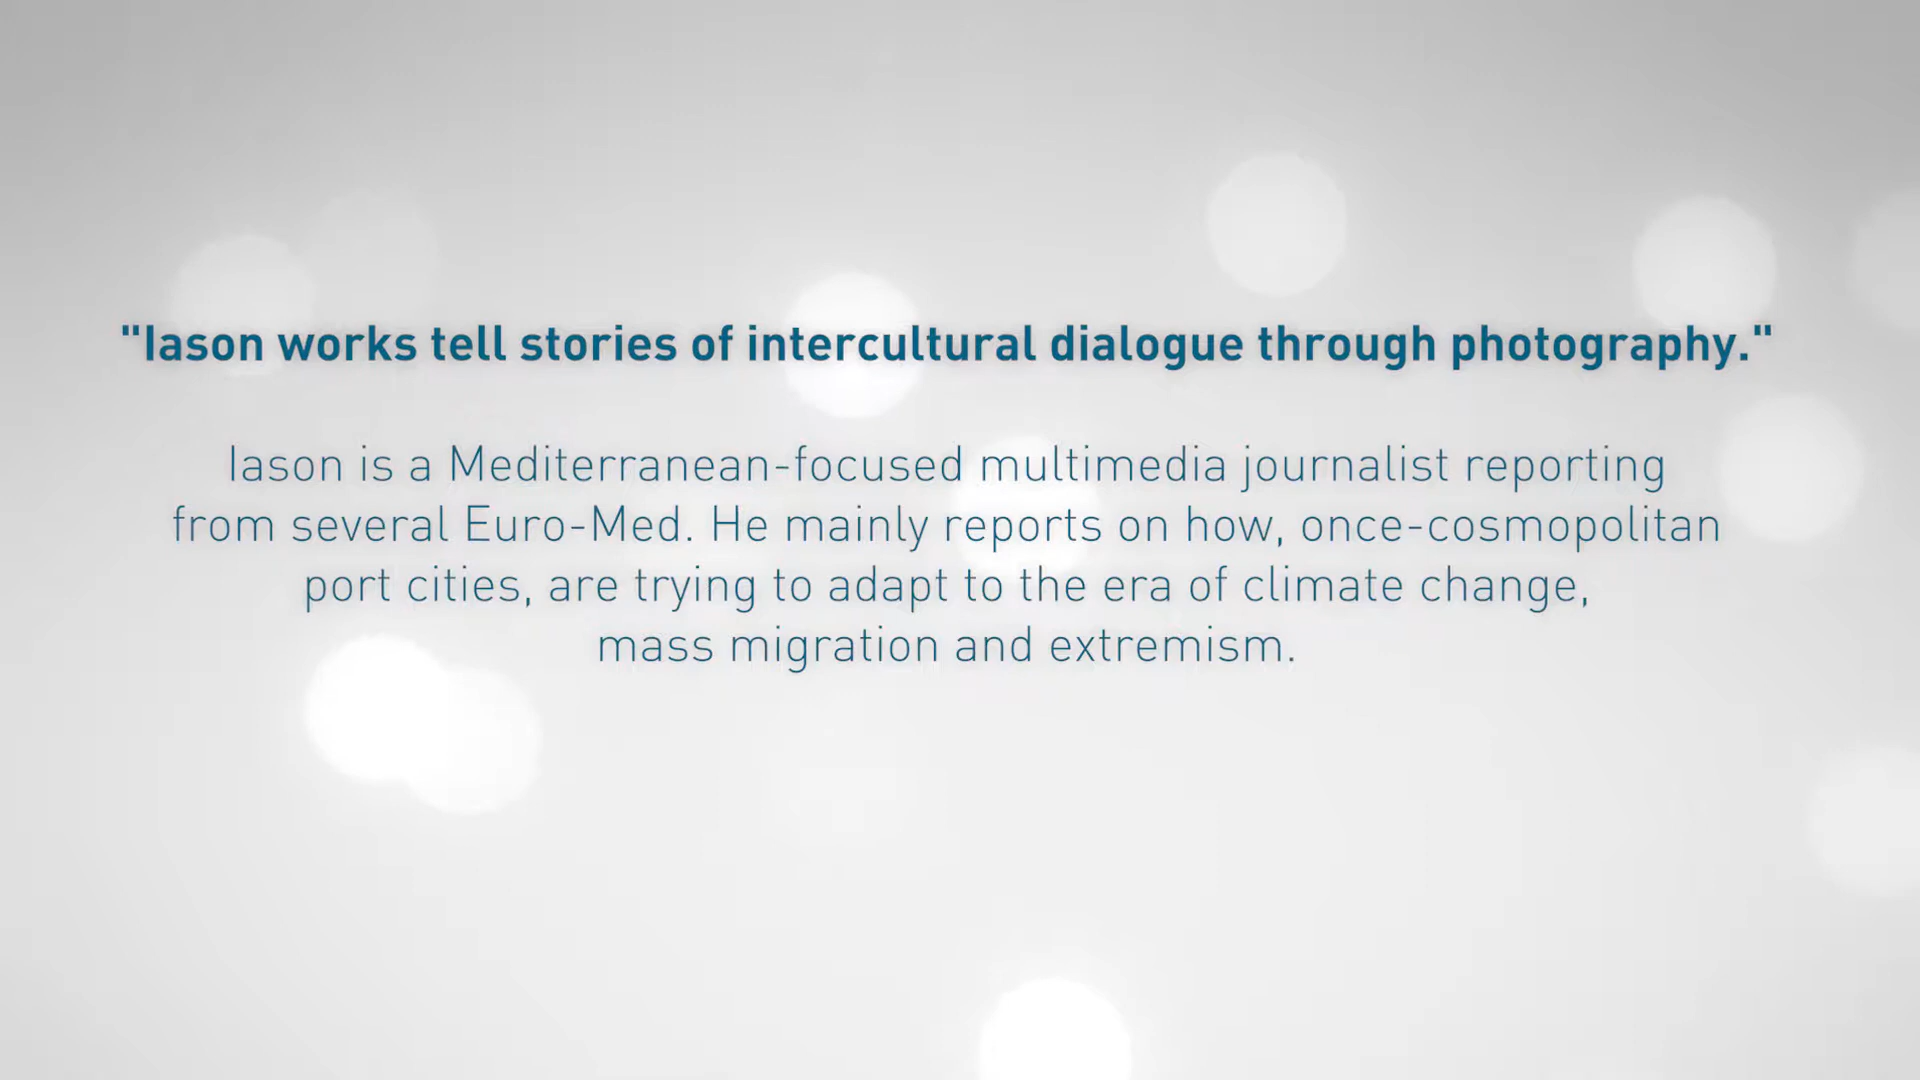 "Iason works tell stories of intercultural dialogue through photography."
Iason is a Mediterranean-focused multimedia journalist reporting
from several Euro-Med. He mainly reports on how, once-cosmopolitan
port cities, are trying to adapt to the era of climate change,
mass migration and extremism.